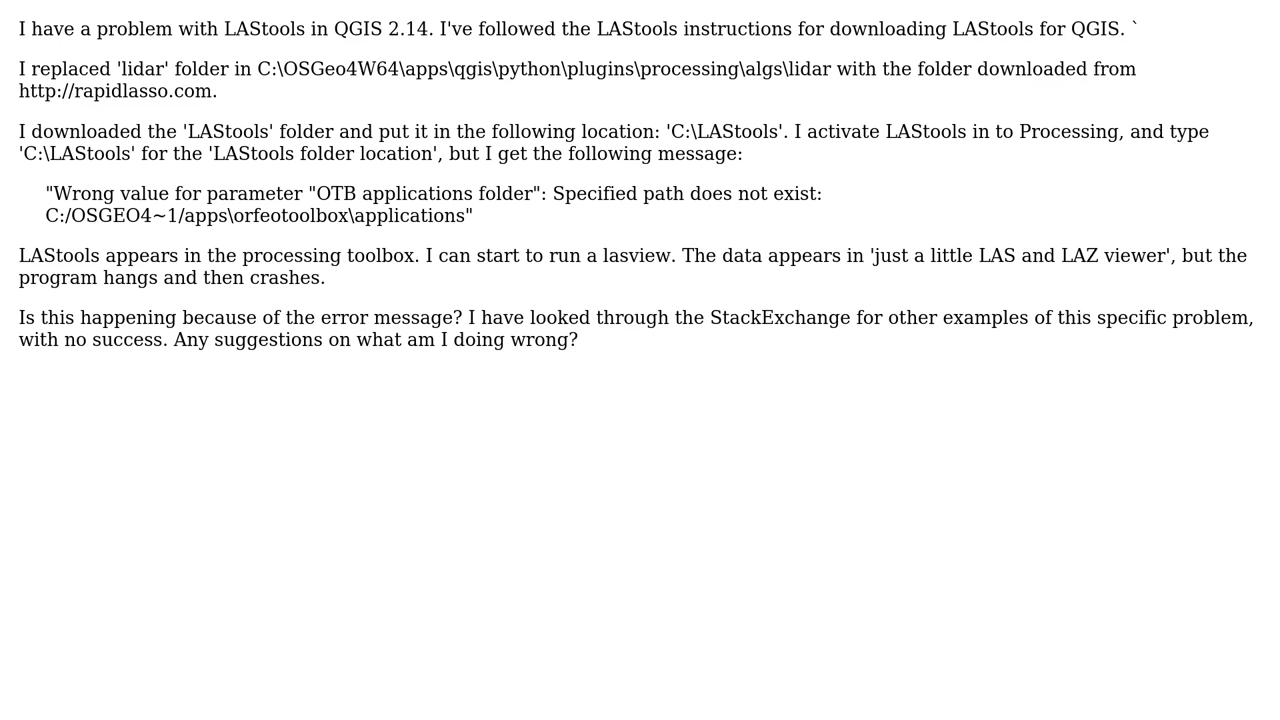 I have a problem with LAStools in QGIS 2.14. I've followed the LAStools instructions for downloading LAStools for QGIS. `
I replaced 'lidar' folder in C:\OSGeo4W64\apps\qgis\python\plugins\processing\algs\lidar with the folder downloaded from
http://rapidlasso.com.
I downloaded the 'LAStools' folder and put it in the following location: 'C:\LAStools'. I activate LAStools in to Processing, and type
'C:\LAStools' for the 'LAStools folder location', but I get the following message:
"Wrong value for parameter "OTB applications folder": Specified path does not exist:
C:/OSGEO4~1/apps\orfeotoolbox\applications"
LAStools appears in the processing toolbox. I can start to run a lasview. The data appears in 'just a little LAS and LAZ viewer', but the
program hangs and then crashes.
Is this happening because of the error message? I have looked through the StackExchange for other examples of this specific problem,
with no success. Any suggestions on what am I doing wrong?